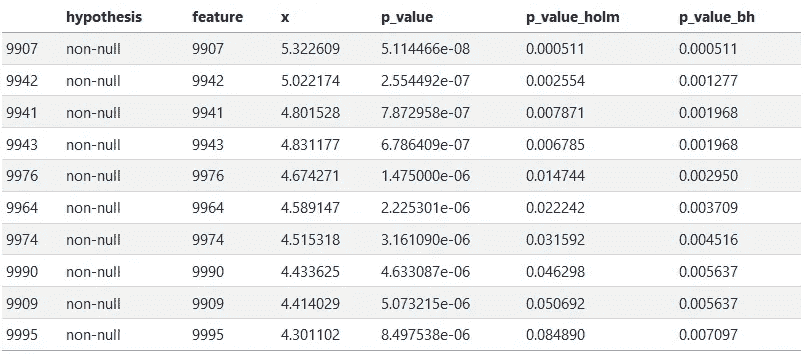 hypothesis feature x p_value p_value_holm p_value_bh
9907 non-null 9907 5.322609 5.114466e-08 0.000511 0.000511
9942 non-null 9942 5.022174 2.554492e-07 0.002554 0.001277
9941 non-null 9941 4.801528 7.872958e-07 0.007871 0.001968
9943 non-null 9943 4.831177 6.786409e-07 0.006785 0.001968
9976 non-null 9976 4.674271 1.475000e-06 0.014744 0.002950
9964 non-null 9964 4.589147 2.225301e-06 0.022242 0.003709
9974 non-null 9974 4.515318 3.161090e-06 0.031592 0.004516
9990 non-null 9990 4.433625 4.633087e-06 0.046298 0.005637
9909 non-null 9909 4.414029 5.073215e-06 0.050692 0.005637
9995 non-null 9995 4.301102 8.497538e-06 0.084890 0.007097